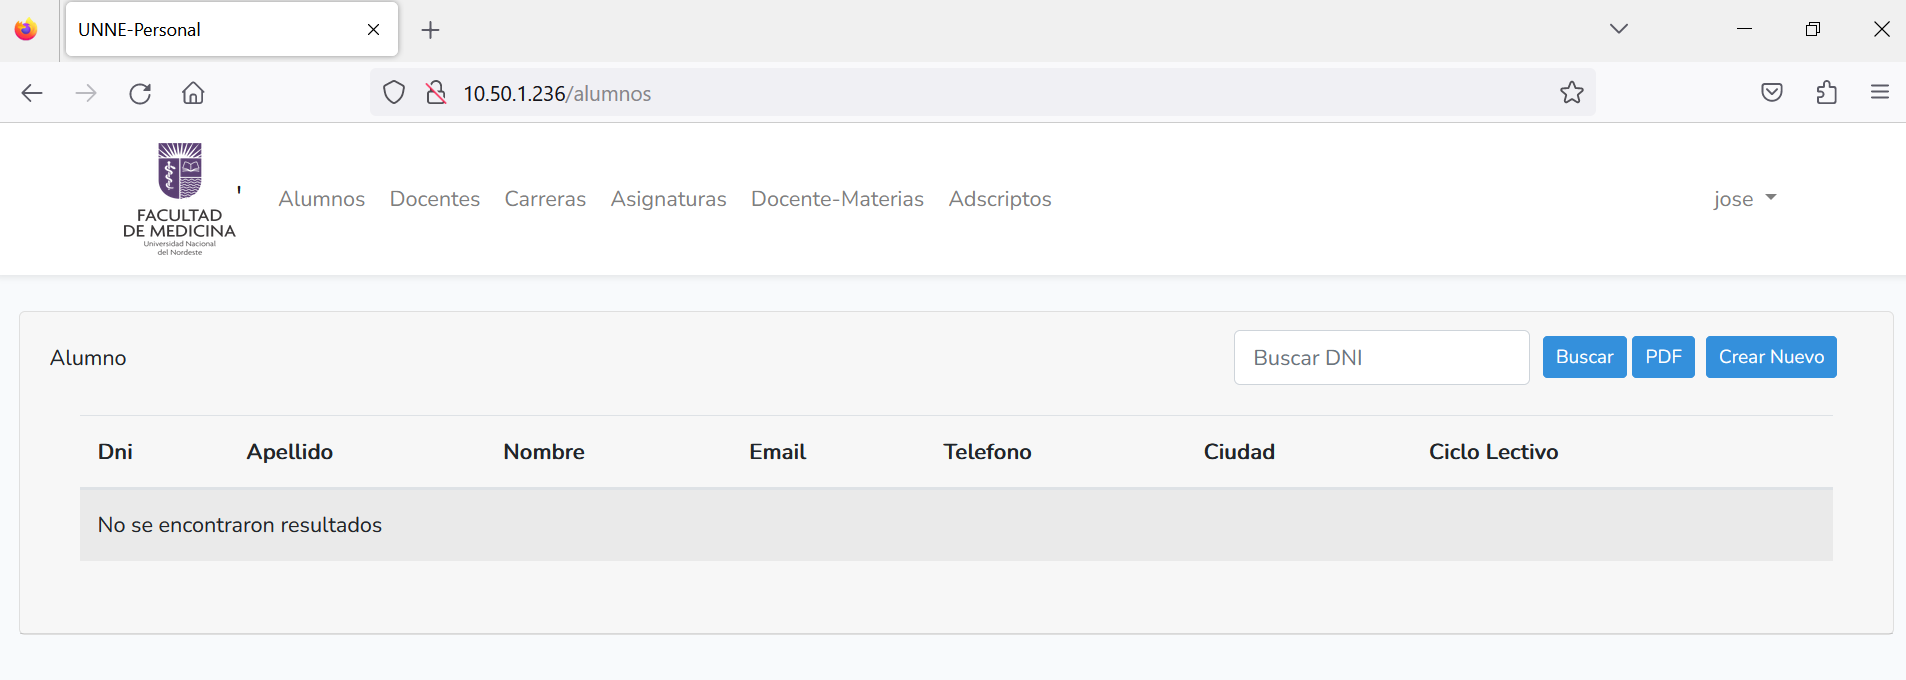 UNNE-Personal
10.50.1.236/alumnos
FACULTAD
DE MEDICINA
Universidad Nacional
del Nordeste
'
Alumnos Docentes Carreras Asignaturas Docente-Materias Adscriptos jose
Alumno Buscar DNI Buscar PDF Crear Nuevo
Dni Apellido Nombre Email Telefono Ciudad Ciclo Lectivo
No se encontraron resultados